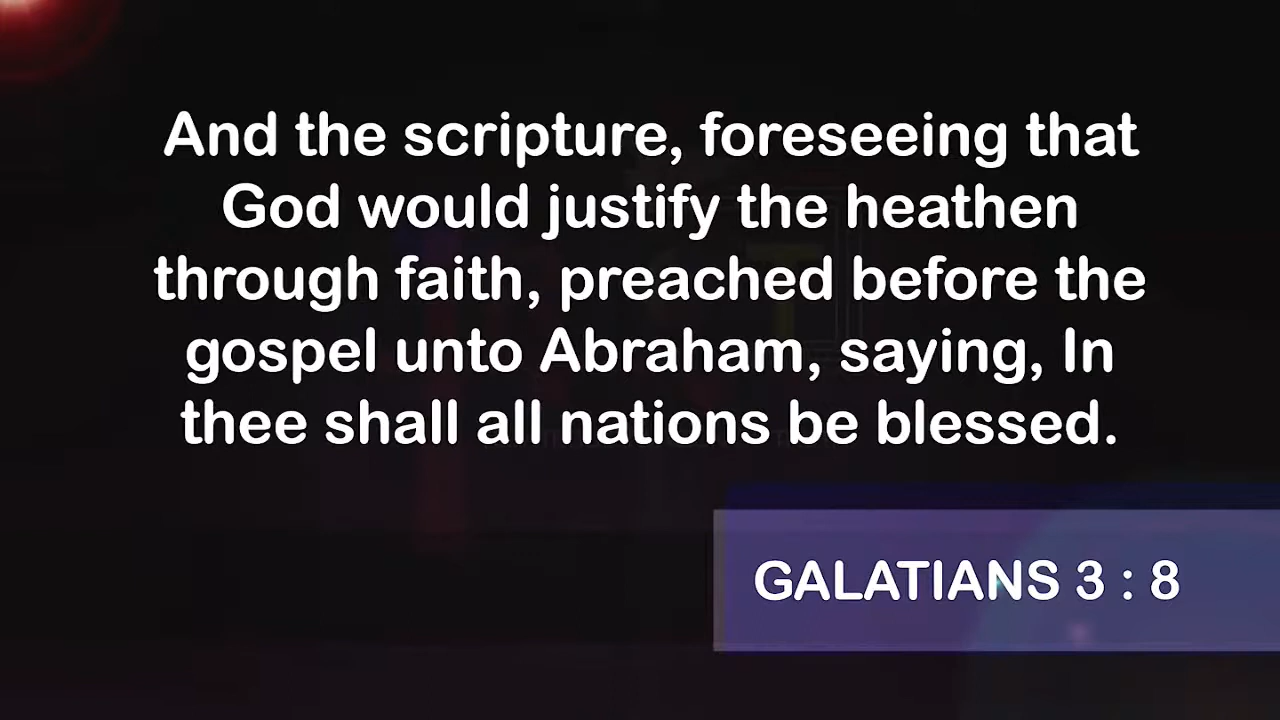 And the scripture, foreseeing that
God would justify the heathen
through faith, preached before the
gospel unto Abraham, saying, In
thee shall all nations be blessed.
GALATIANS 3 : 8